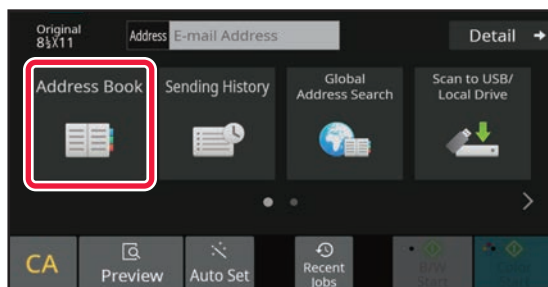 Original
8½X11
Address
E-mail Address
Detail
Address Book
Sending History
Global
Address Search
Scan to USB/
Local Drive
CA
Preview
Auto Set
Recent
Jobs
B/W
Start
Color
Start